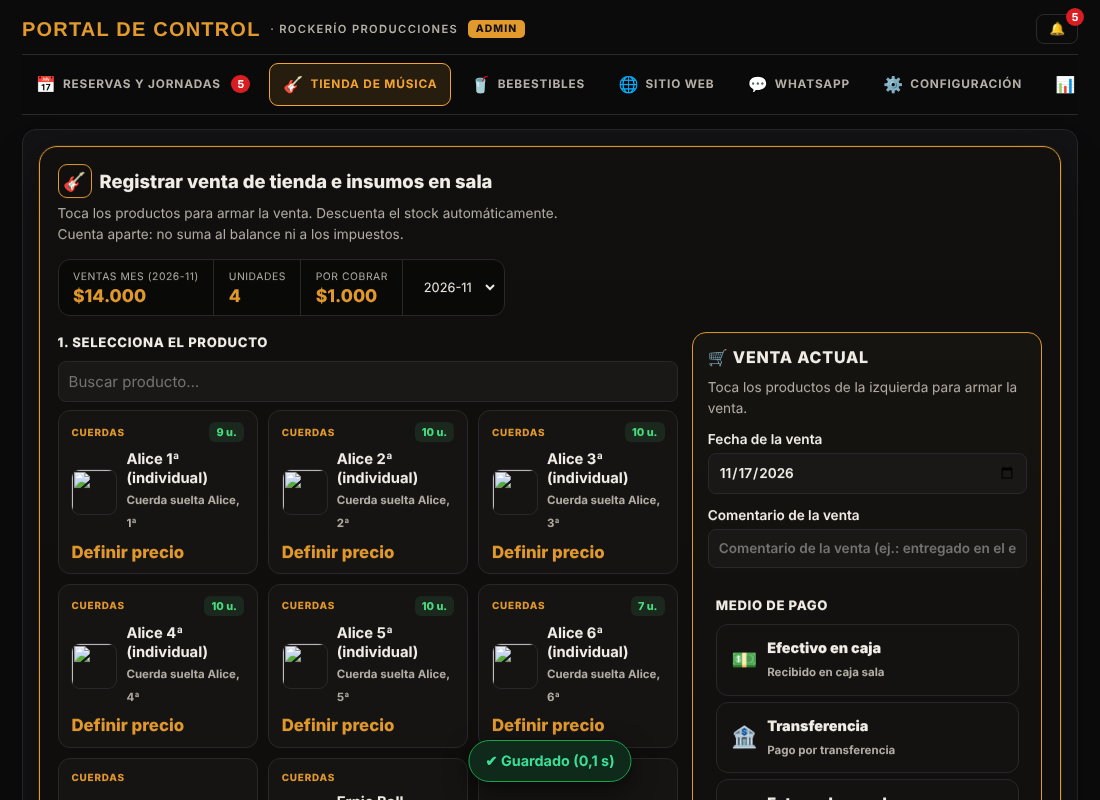 PORTAL DE CONTROL · ROCKERÍO PRODUCCIONES ADMIN
5
RESERVAS Y JORNADAS 5
TIENDA DE MÚSICA
BEBESTIBLES
SITIO WEB
WHATSAPP
CONFIGURACIÓN
Registrar venta de tienda e insumos en sala
Toca los productos para armar la venta. Descuenta el stock automáticamente.
Cuenta aparte: no suma al balance ni a los impuestos.
VENTAS MES (2026-11)
$14.000
UNIDADES
4
POR COBRAR
$1.000
2026-11
1. SELECCIONA EL PRODUCTO
Buscar producto...
CUERDAS 9 u.
Alice 1ª
(individual)
Cuerda suelta Alice,
1ª
Definir precio
CUERDAS 10 u.
Alice 2ª
(individual)
Cuerda suelta Alice,
2ª
Definir precio
CUERDAS 10 u.
Alice 3ª
(individual)
Cuerda suelta Alice,
3ª
Definir precio
CUERDAS 10 u.
Alice 4ª
(individual)
Cuerda suelta Alice,
4ª
Definir precio
CUERDAS 10 u.
Alice 5ª
(individual)
Cuerda suelta Alice,
5ª
Definir precio
CUERDAS 7 u.
Alice 6ª
(individual)
Cuerda suelta Alice,
6ª
Definir precio
CUERDAS
CUERDAS
✔ Guardado (0,1 s)
VENTA ACTUAL
Toca los productos de la izquierda para armar la
venta.
Fecha de la venta
11/17/2026
Comentario de la venta
Comentario de la venta (ej.: entregado en el e
MEDIO DE PAGO
Efectivo en caja
Recibido en caja sala
Transferencia
Pago por transferencia